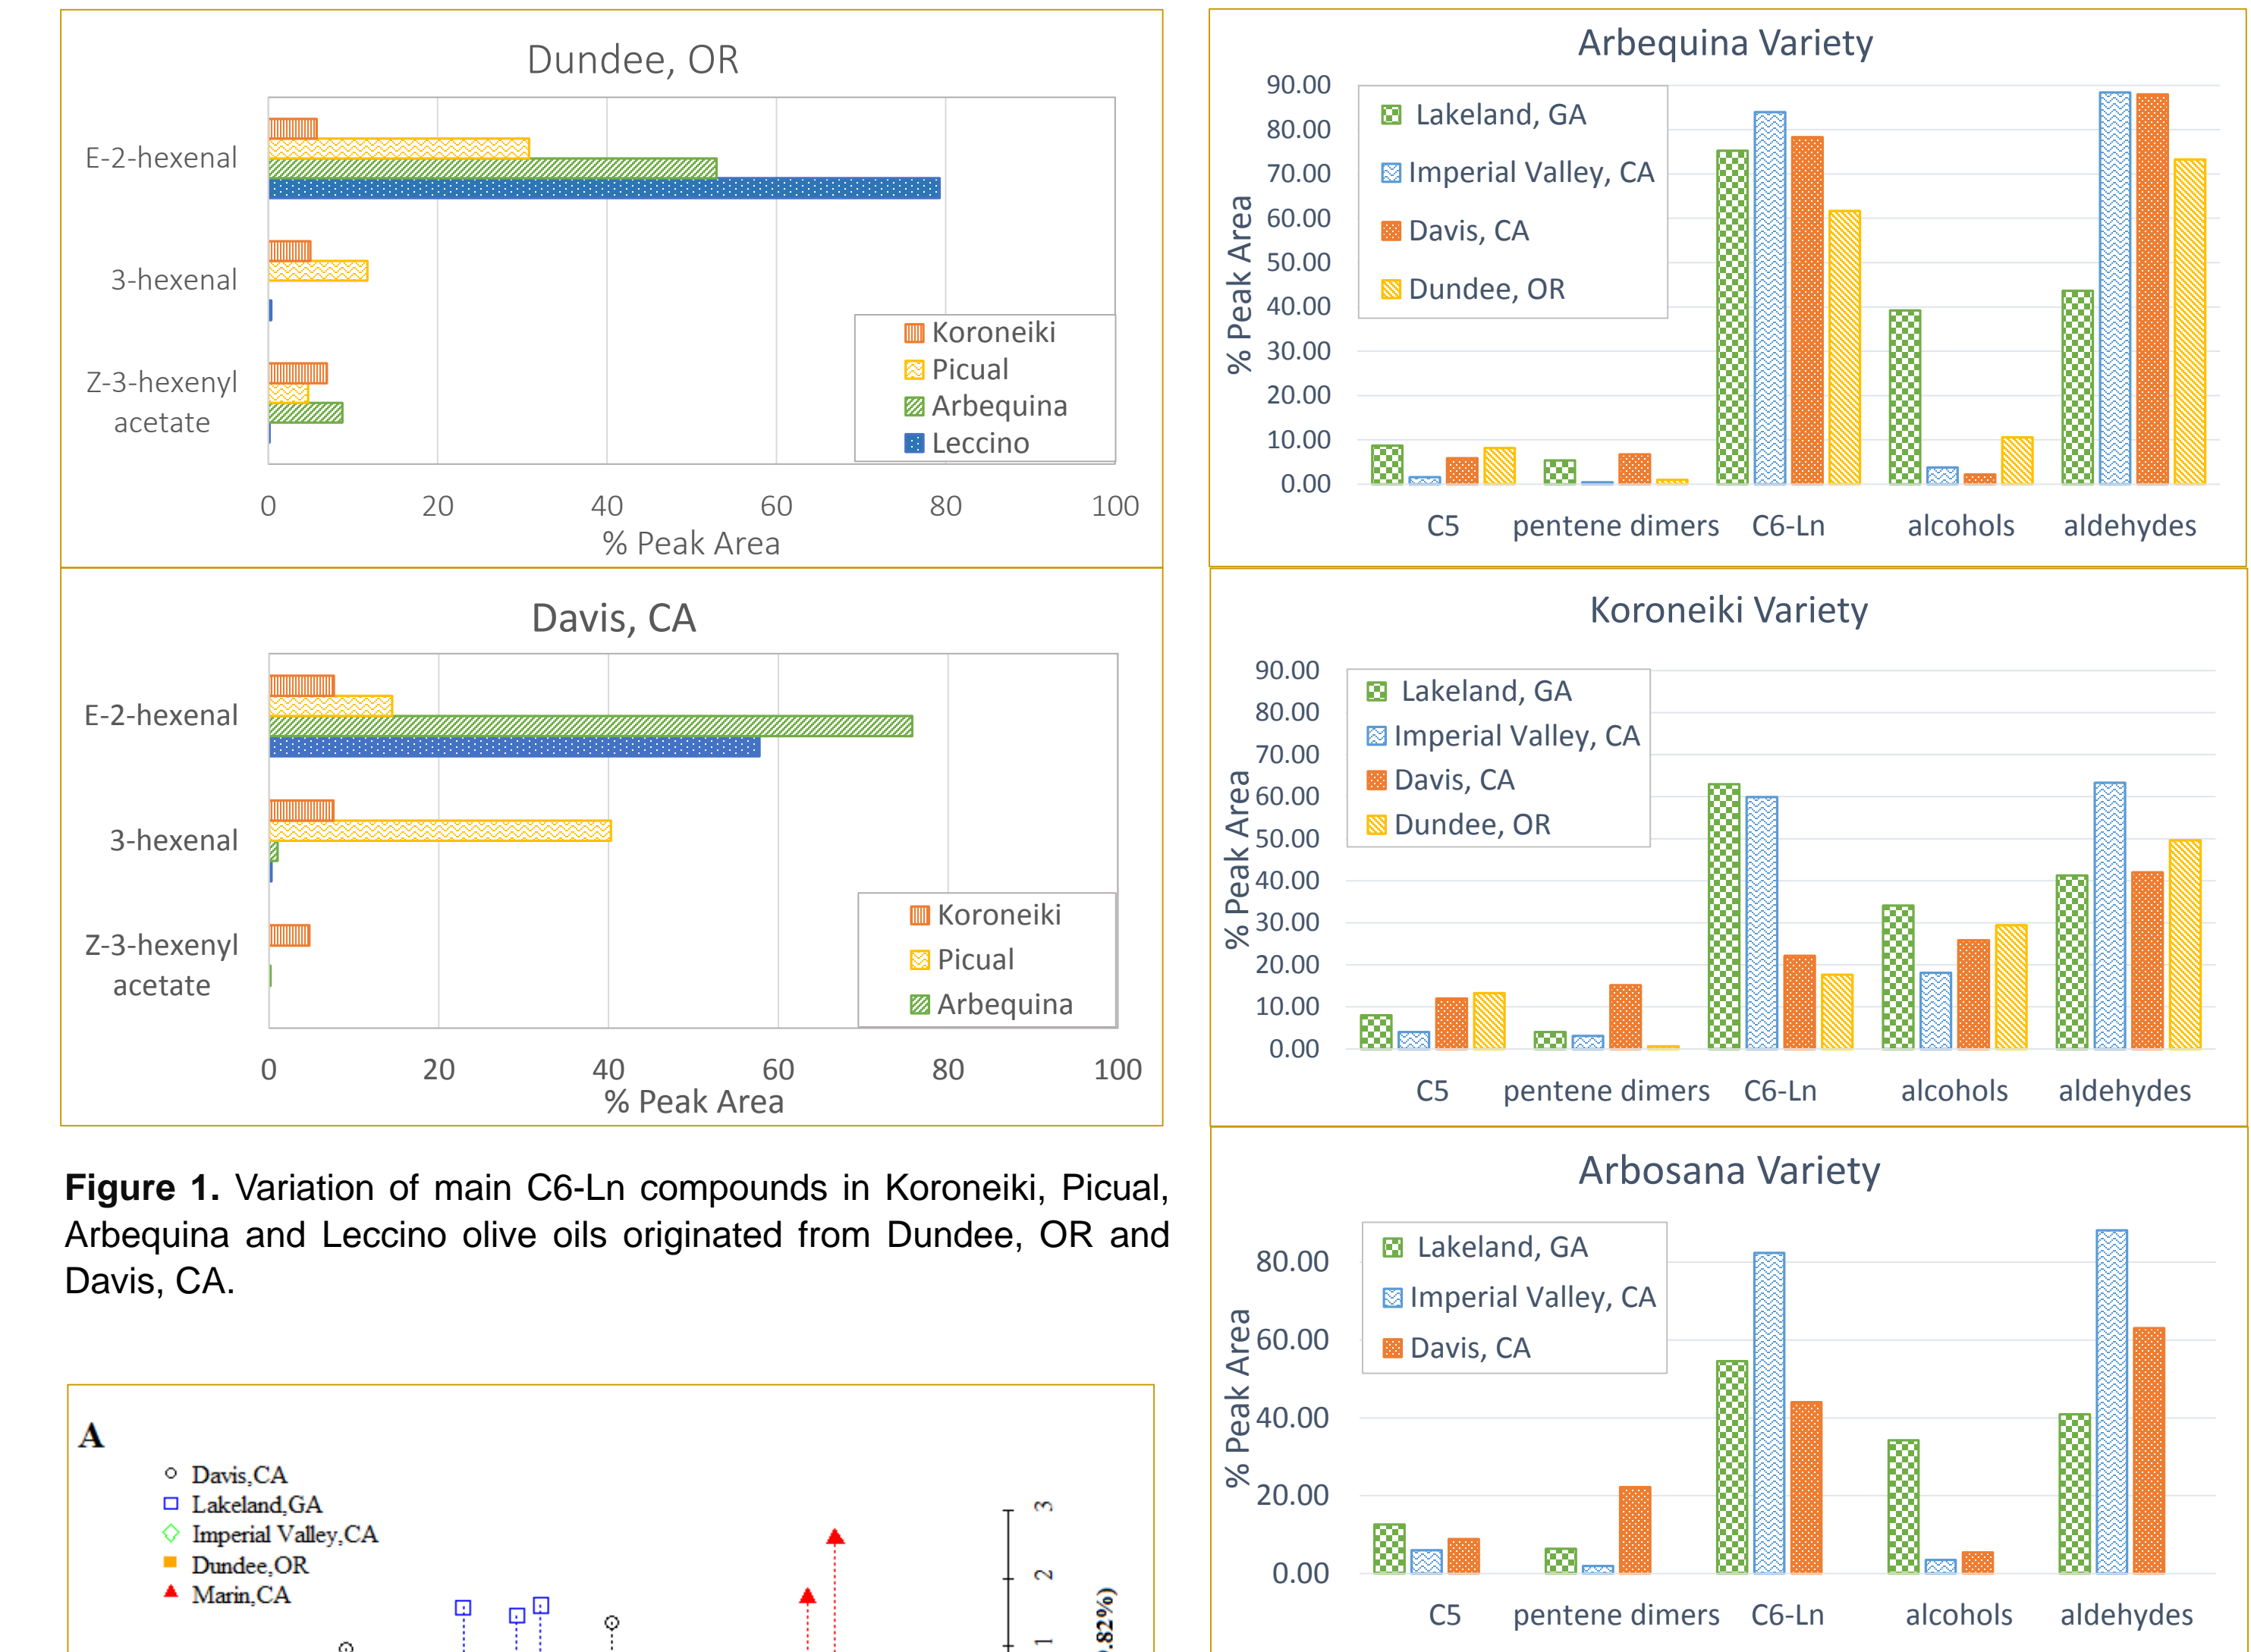 Dundee, OR
E-2-hexenal
3-hexenal
Z-3-hexenyl
acetate
Koroneiki
Picual
Arbequina
Leccino
0 20 40 60 80 100
% Peak Area
Davis, CA
E-2-hexenal
3-hexenal
Z-3-hexenyl
acetate
Koroneiki
Picual
Arbequina
0 20 40 60 80 100
% Peak Area
Figure 1. Variation of main C6-Ln compounds in Koroneiki, Picual,
Arbequina and Leccino olive oils originated from Dundee, OR and
Davis, CA.
A
Davis,CA
Lakeland,GA
Imperial Valley,CA
Dundee,OR
Marin,CA
3
2
1
.82%)
Arbequina Variety
% Peak Area
90.00
80.00
70.00
60.00
50.00
40.00
30.00
20.00
10.00
0.00
Lakeland, GA
Imperial Valley, CA
Davis, CA
Dundee, OR
C5 pentene dimers C6-Ln alcohols aldehydes
Koroneiki Variety
% Peak Area
90.00
80.00
70.00
60.00
50.00
40.00
30.00
20.00
10.00
0.00
Lakeland, GA
Imperial Valley, CA
Davis, CA
Dundee, OR
C5 pentene dimers C6-Ln alcohols aldehydes
Arbosana Variety
% Peak Area
80.00
60.00
40.00
20.00
0.00
Lakeland, GA
Imperial Valley, CA
Davis, CA
C5 pentene dimers C6-Ln alcohols aldehydes